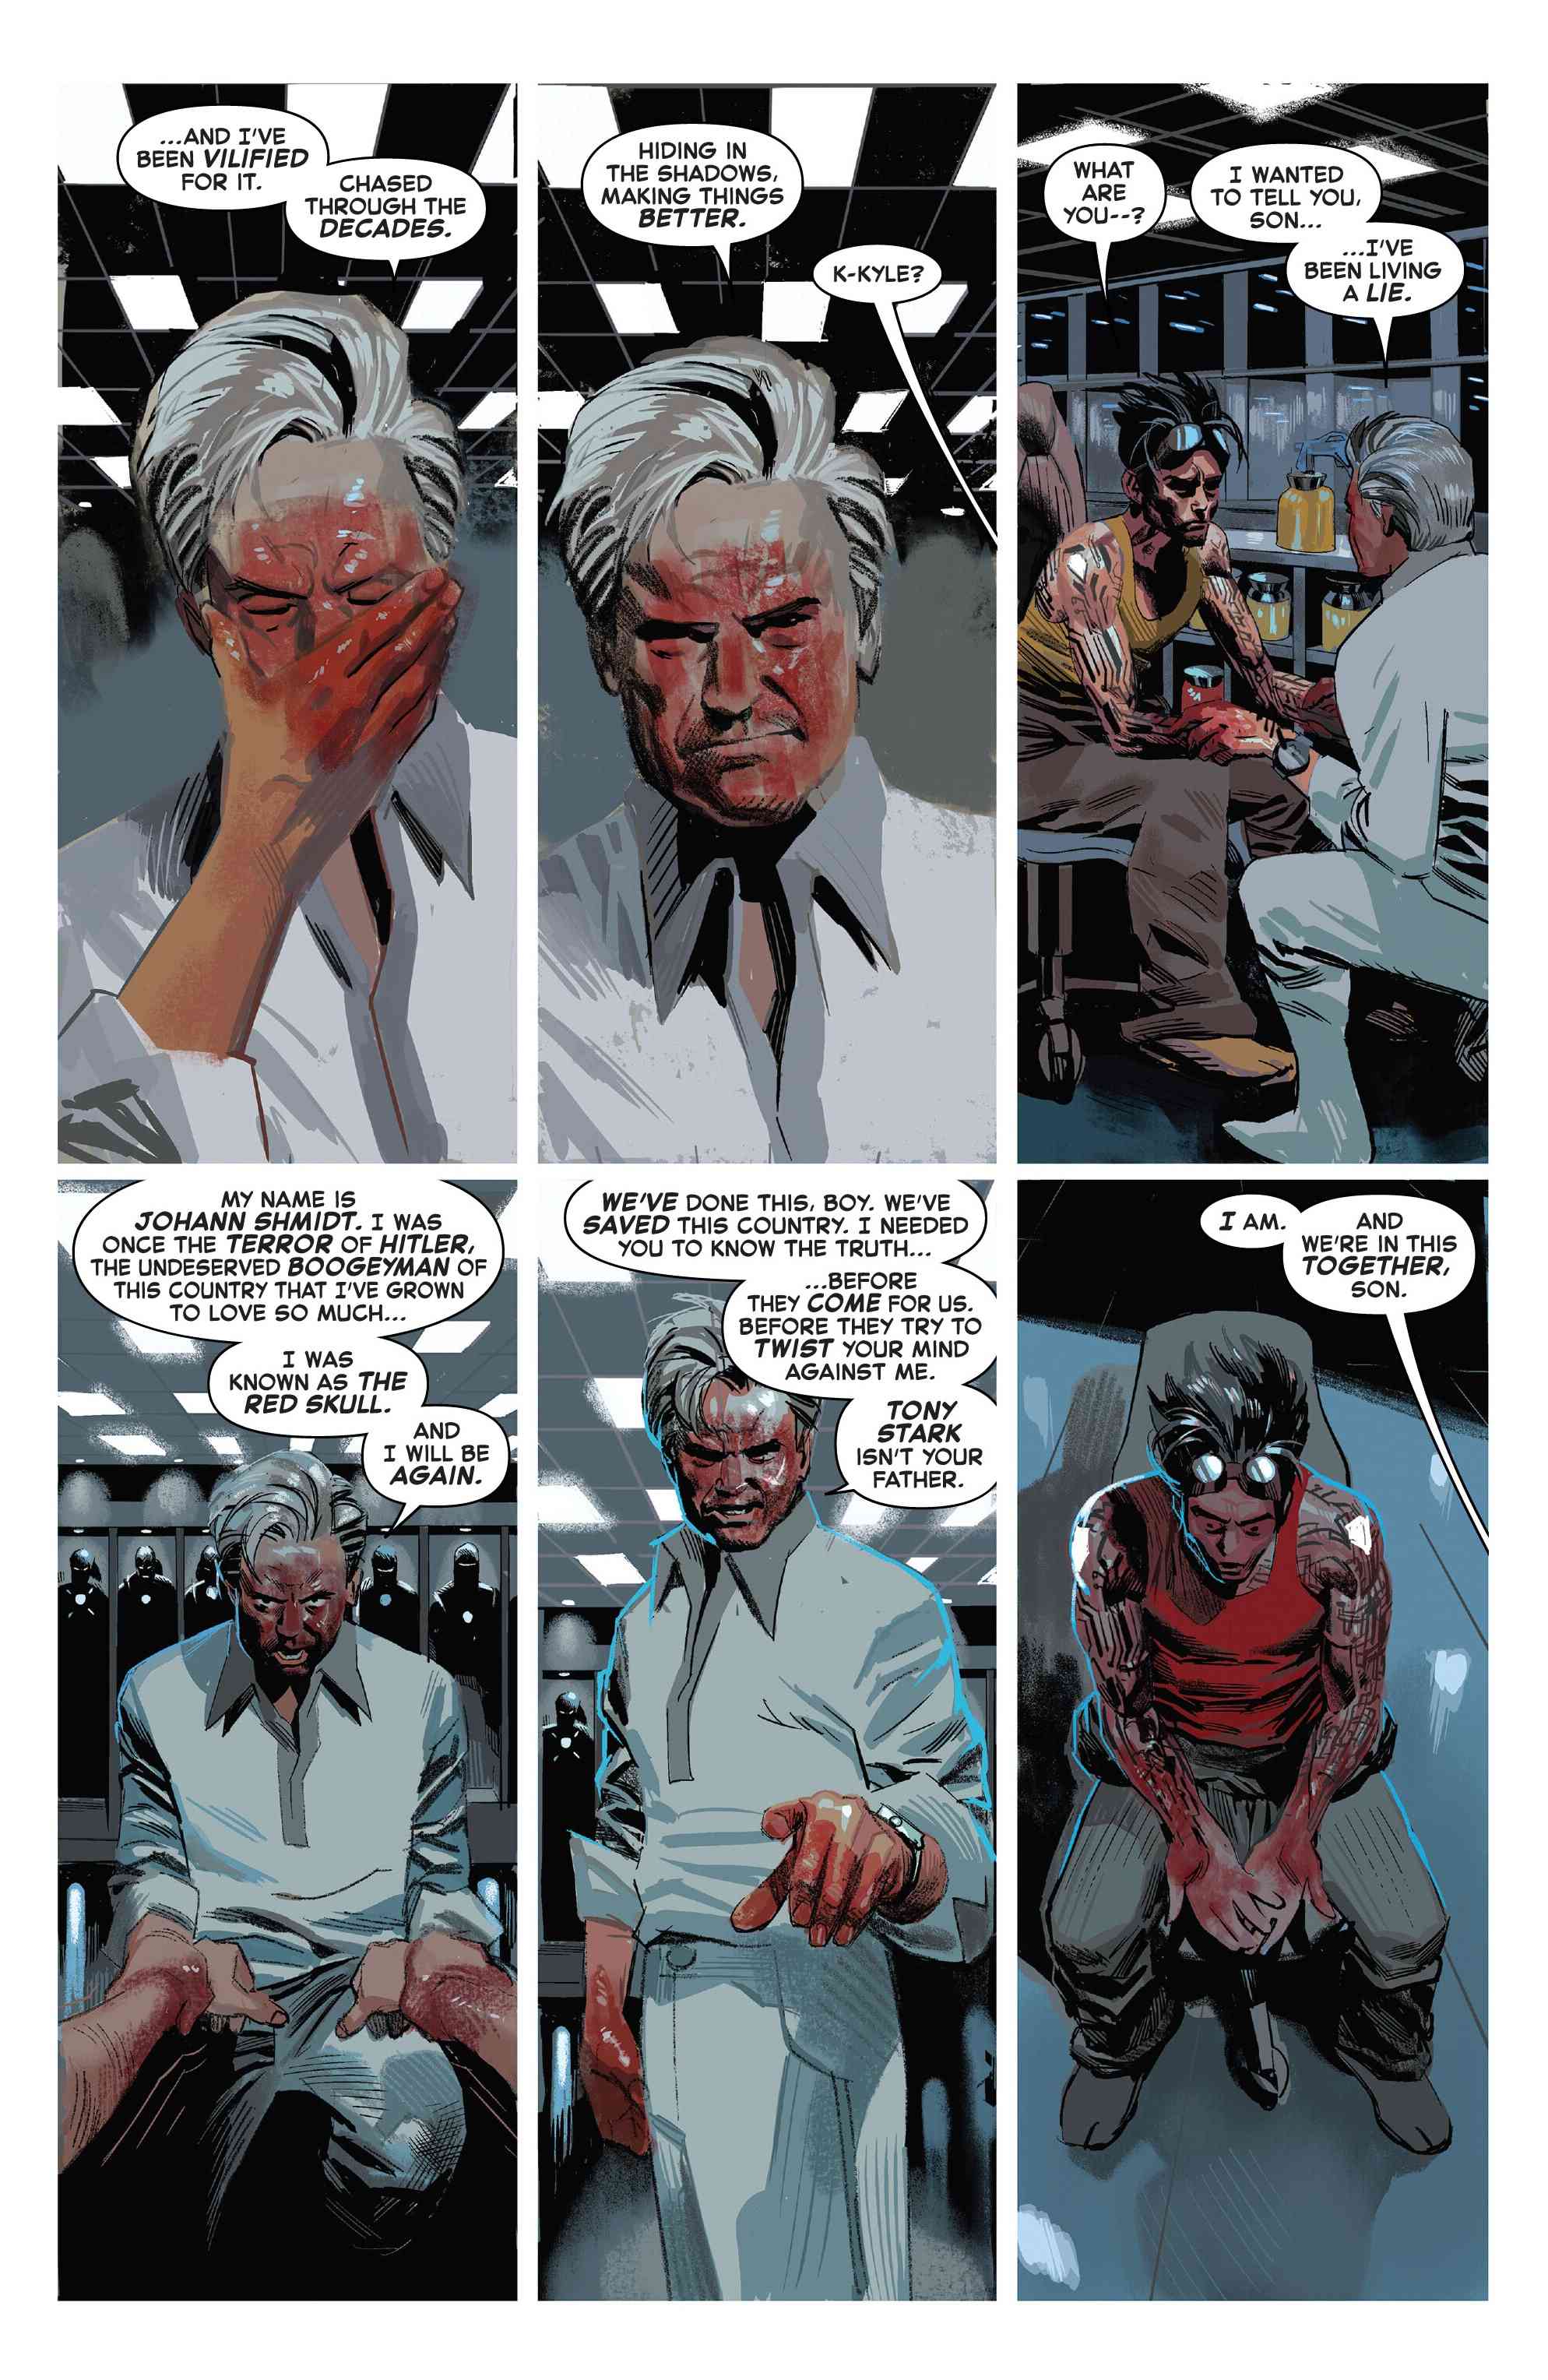 ...AND I'VE
BEEN VILIFIED
FOR IT.
CHASED
THROUGH THE
DECADES.
HIDING IN
THE SHADOWS,
MAKING THINGS
BETTER.
K-KYLE?
WHAT
ARE
YOU--?
I WANTED
TO TELL YOU,
SON...
...I'VE
BEEN LIVING
A LIE.
MY NAME IS
JOHANN SHMIDT. I WAS
ONCE THE TERROR OF HITLER,
THE UNDESERVED BOOGEYMAN OF
THIS COUNTRY THAT I'VE GROWN
TO LOVE SO MUCH...
I WAS
KNOWN AS THE
RED SKULL.
AND
I WILL BE
AGAIN.
WE'VE DONE THIS, BOY. WE'VE
SAVED THIS COUNTRY. I NEEDED
YOU TO KNOW THE TRUTH...
...BEFORE
THEY COME FOR US.
BEFORE THEY TRY TO
TWIST YOUR MIND
AGAINST ME.
TONY
STARK
ISN'T YOUR
FATHER.
I AM.
AND
WE'RE IN THIS
TOGETHER,
SON.